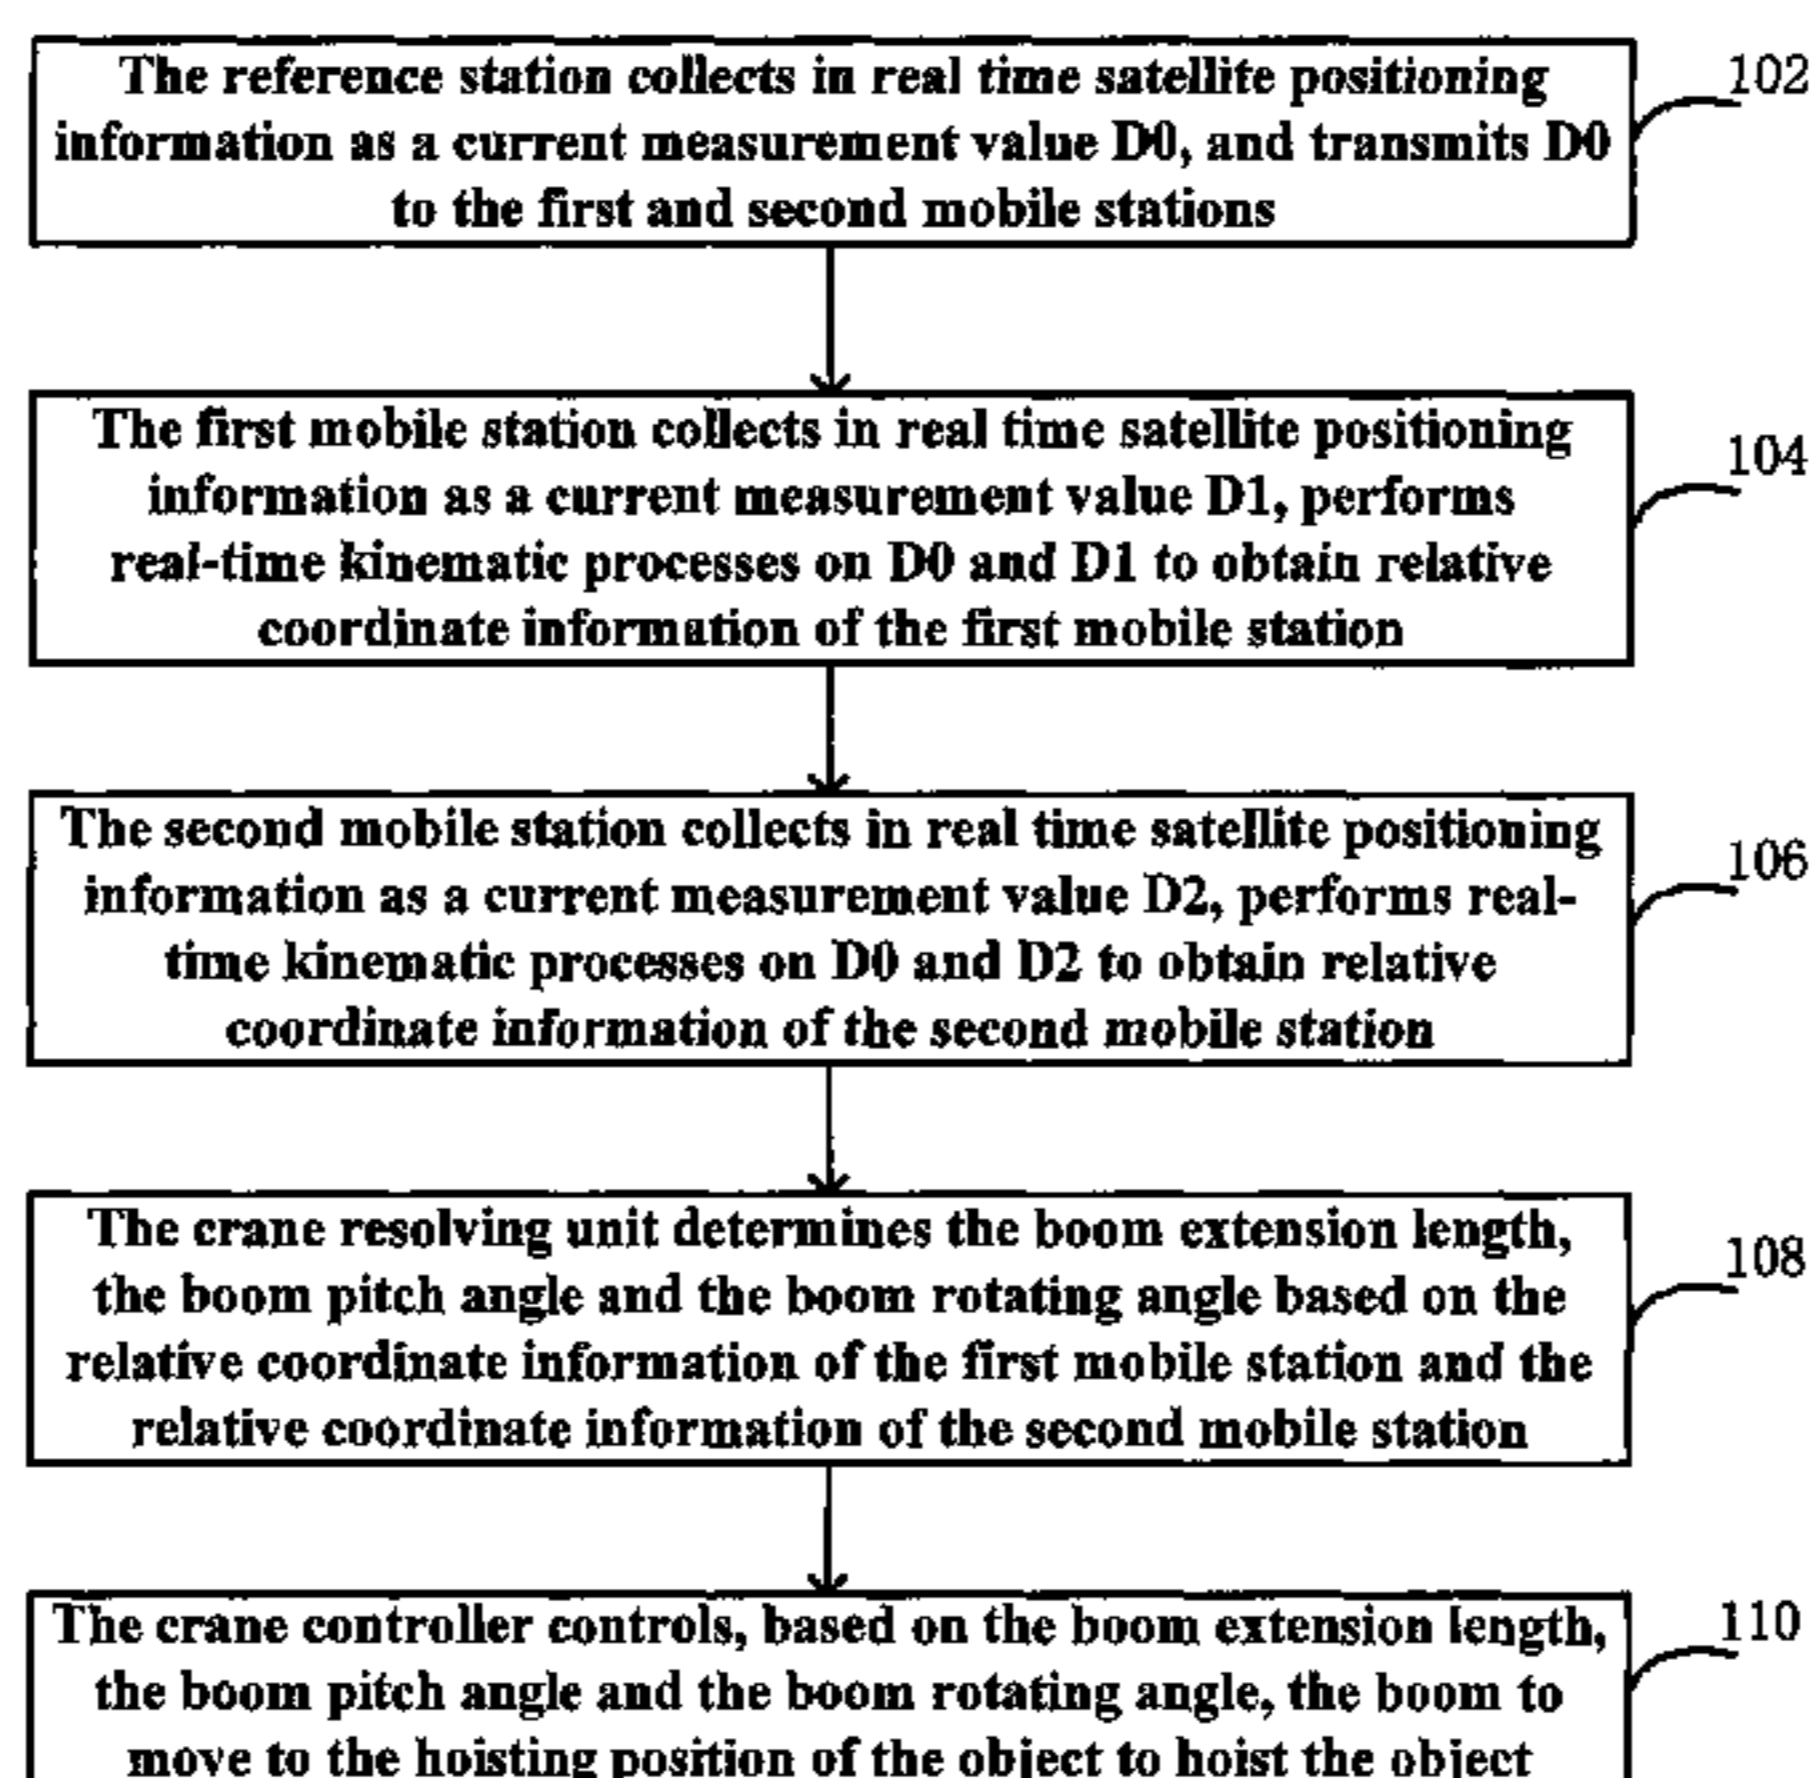 The reference station collects in real time satellite positioning
information as a current measurement value D0, and transmits D0
to the first and second mobile stations
102
The first mobile station collects in real time satellite positioning
information as a current measurement value D1, performs
real-time kinematic processes on D0 and D1 to obtain relative
coordinate information of the first mobile station
104
The second mobile station collects in real time satellite positioning
information as a current measurement value D2, performs real-
time kinematic processes on D0 and D2 to obtain relative
coordinate information of the second mobile station
106
The crane resolving unit determines the boom extension length,
the boom pitch angle and the boom rotating angle based on the
relative coordinate information of the first mobile station and the
relative coordinate information of the second mobile station
108
The crane controller controls, based on the boom extension length,
the boom pitch angle and the boom rotating angle, the boom to
move to the hoisting position of the object to hoist the object
110